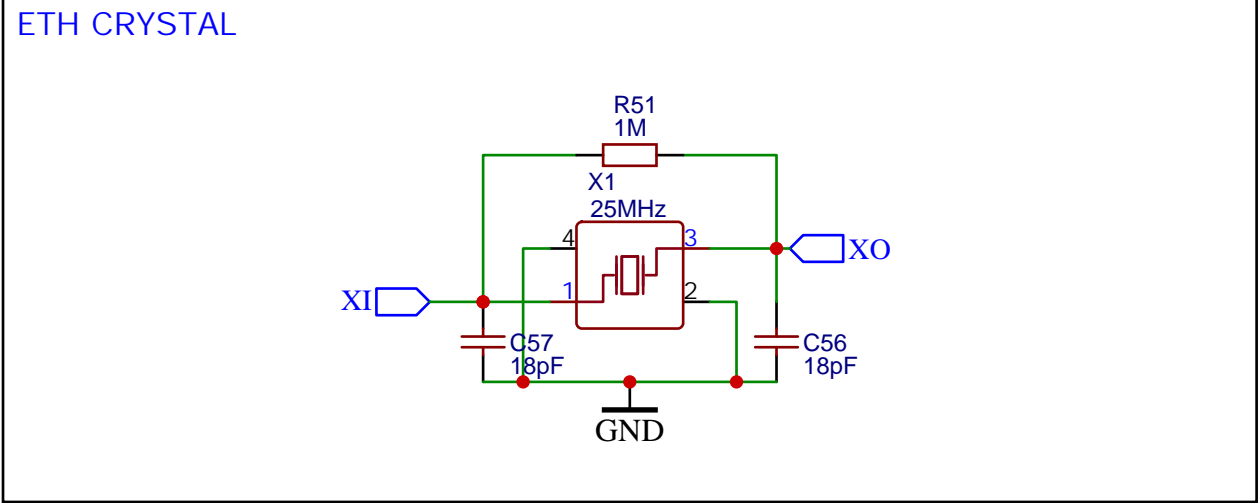 ETH CRYSTAL
R51
1M
X1
25MHz
4
3
XO
XI
1
2
C57
18pF
C56
18pF
GND